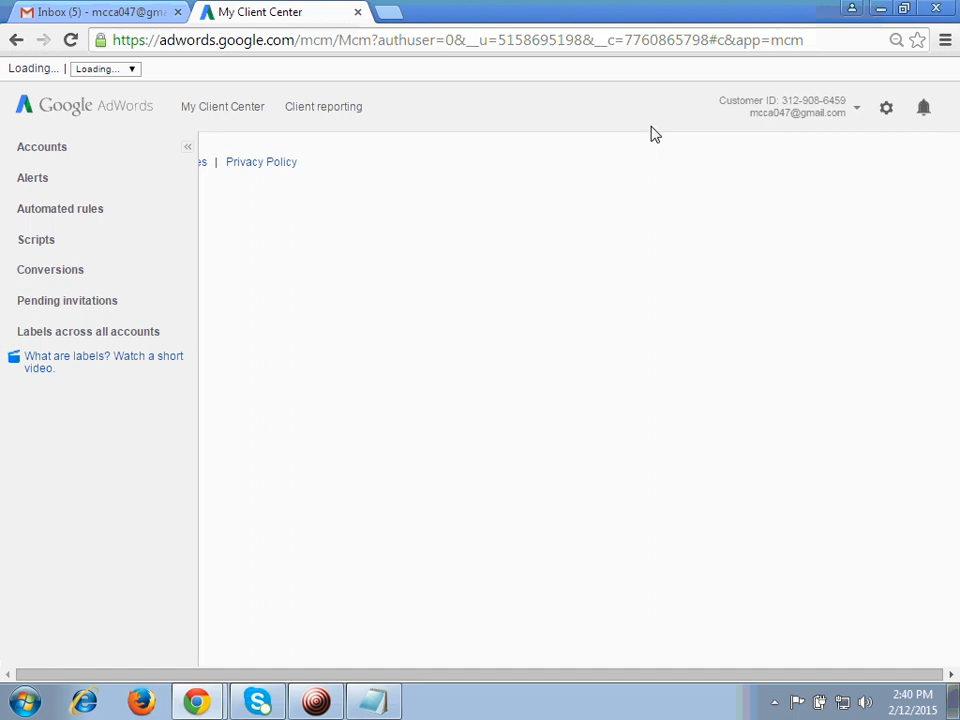 Inbox (5) - mcca047@gma
My Client Center
https://adwords.google.com/mcm/Mcm?authuser=0&__u=5158695198&__c=7760865798#c&app=mcm
Loading... | Loading...
Google AdWords
My Client Center
Client reporting
Customer ID: 312-908-6459
mcca047@gmail.com
Accounts
es | Privacy Policy
Alerts
Automated rules
Scripts
Conversions
Pending invitations
Labels across all accounts
What are labels? Watch a short
video.
2:40 PM
2/12/2015